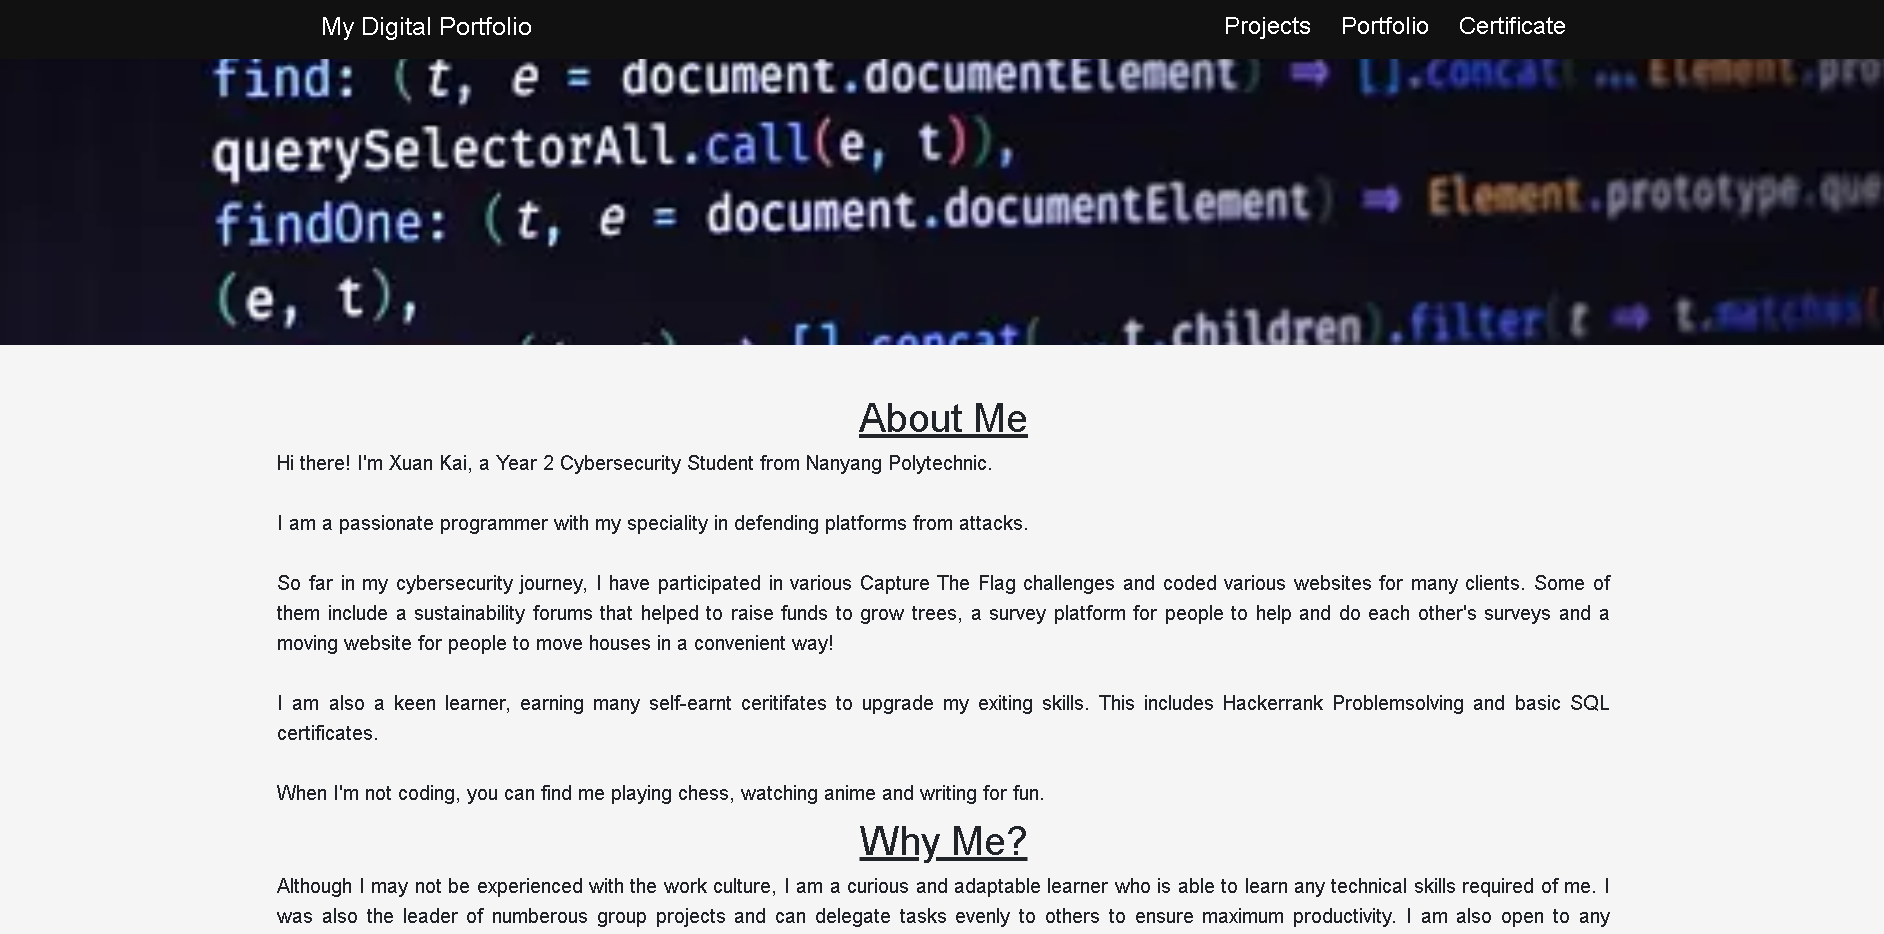 My Digital Portfolio Projects Portfolio Certificate
find: (t, e = document.documentElement) ⇒ [].concat( ... Element.pro
querySelectorAll.call(e, t)),
findOne: (t, e = document.documentElement) ⇒ Element.prototype.que
(e, t),
[].concat( ...t.children).filter(t ⇒ t.matches(
About Me
Hi there! I'm Xuan Kai, a Year 2 Cybersecurity Student from Nanyang Polytechnic.
I am a passionate programmer with my speciality in defending platforms from attacks.
So far in my cybersecurity journey, I have participated in various Capture The Flag challenges and coded various websites for many clients. Some of
them include a sustainability forums that helped to raise funds to grow trees, a survey platform for people to help and do each other's surveys and a
moving website for people to move houses in a convenient way!
I am also a keen learner, earning many self-earnt ceritifates to upgrade my exiting skills. This includes Hackerrank Problemsolving and basic SQL
certificates.
When I'm not coding, you can find me playing chess, watching anime and writing for fun.
Why Me?
Although I may not be experienced with the work culture, I am a curious and adaptable learner who is able to learn any technical skills required of me. I
was also the leader of numberous group projects and can delegate tasks evenly to others to ensure maximum productivity. I am also open to any